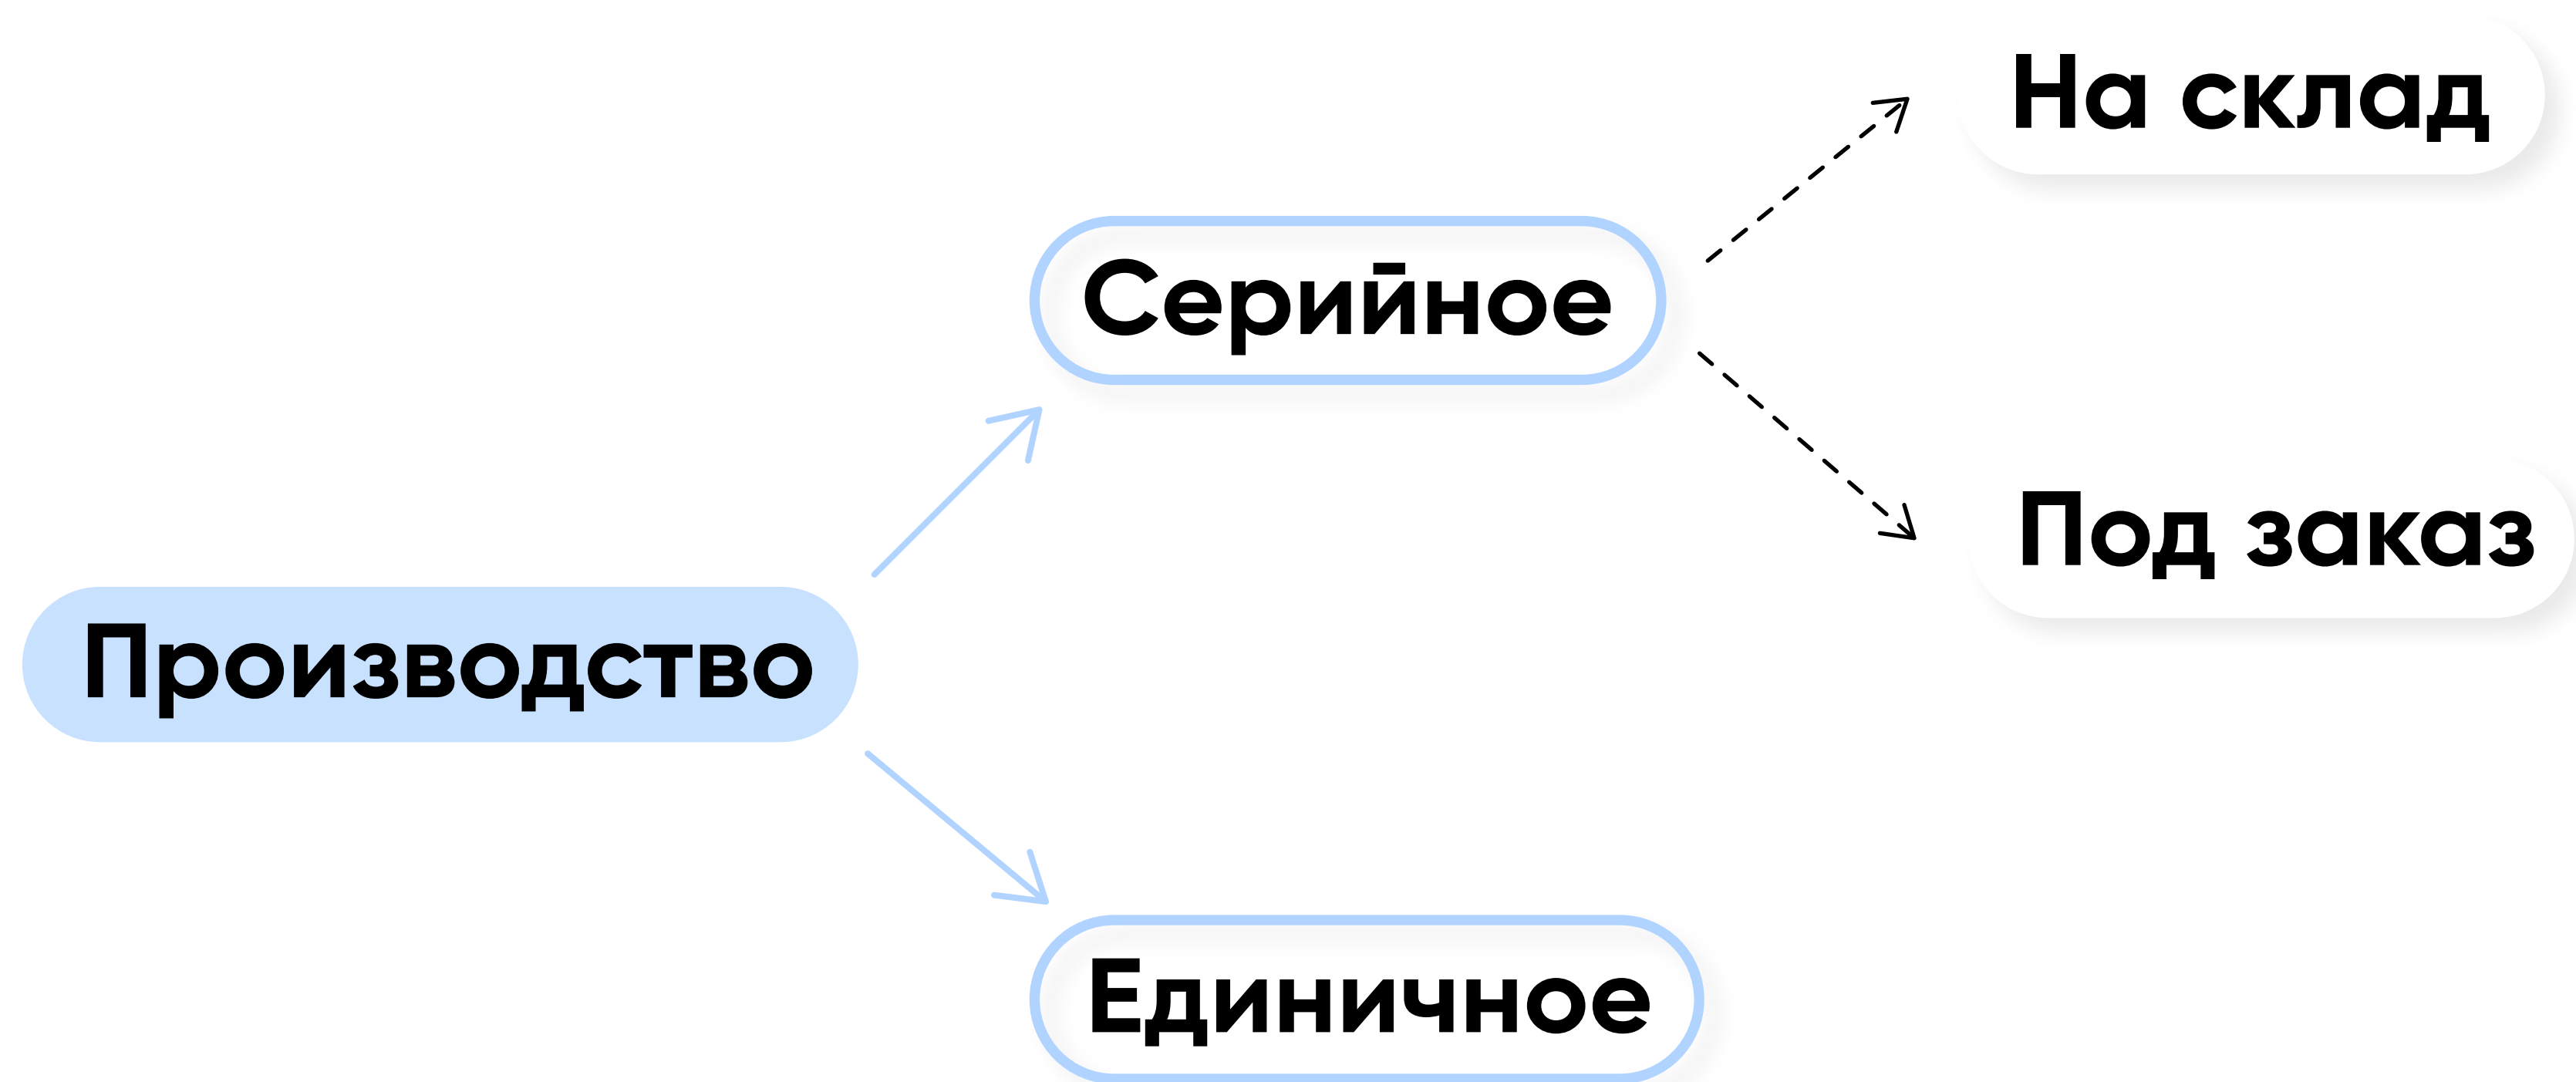 На склад
Серийное
Под заказ
Производство
Единичное